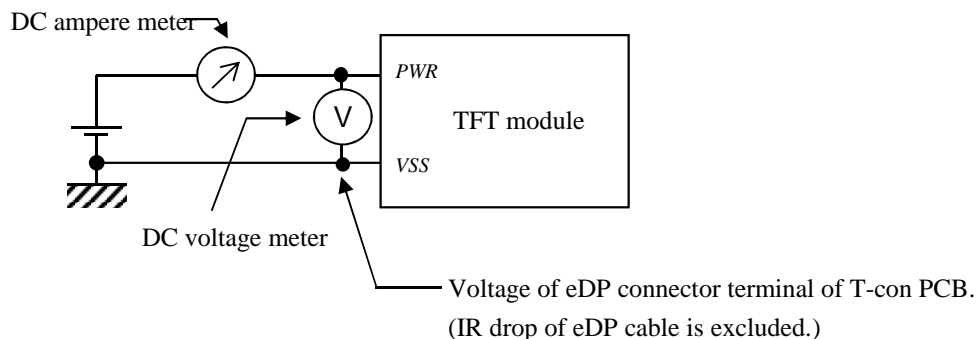 DC ampere meter
PWR
V
TFT module
VSS
DC voltage meter
Voltage of eDP connector terminal of T-con PCB.
(IR drop of eDP cable is excluded.)